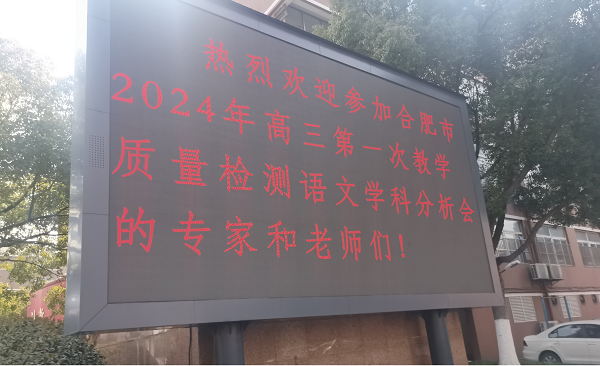 热烈欢迎参加合肥市
2024年高三第一次教学
质量检测语文学科分析会
的专家和老师们！